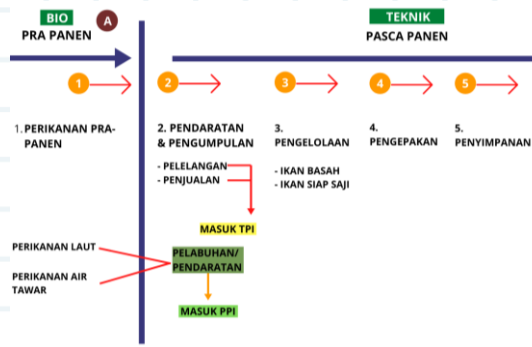 BIO
A
PRA PANEN
TEKNIK
PASCA PANEN
1
2
3
4
5
1. PERIKANAN PRA-
PANEN
2. PENDARATAN
& PENGUMPULAN
- PELELANGAN
- PENJUALAN
3.
PENGELOLAAN
- IKAN BASAH
- IKAN SIAP SAJI
4.
PENGEPAKAN
5.
PENYIMPANAN
MASUK TPI
PERIKANAN LAUT
PERIKANAN AIR
TAWAR
PELABUHAN/
PENDARATAN
MASUK PPI